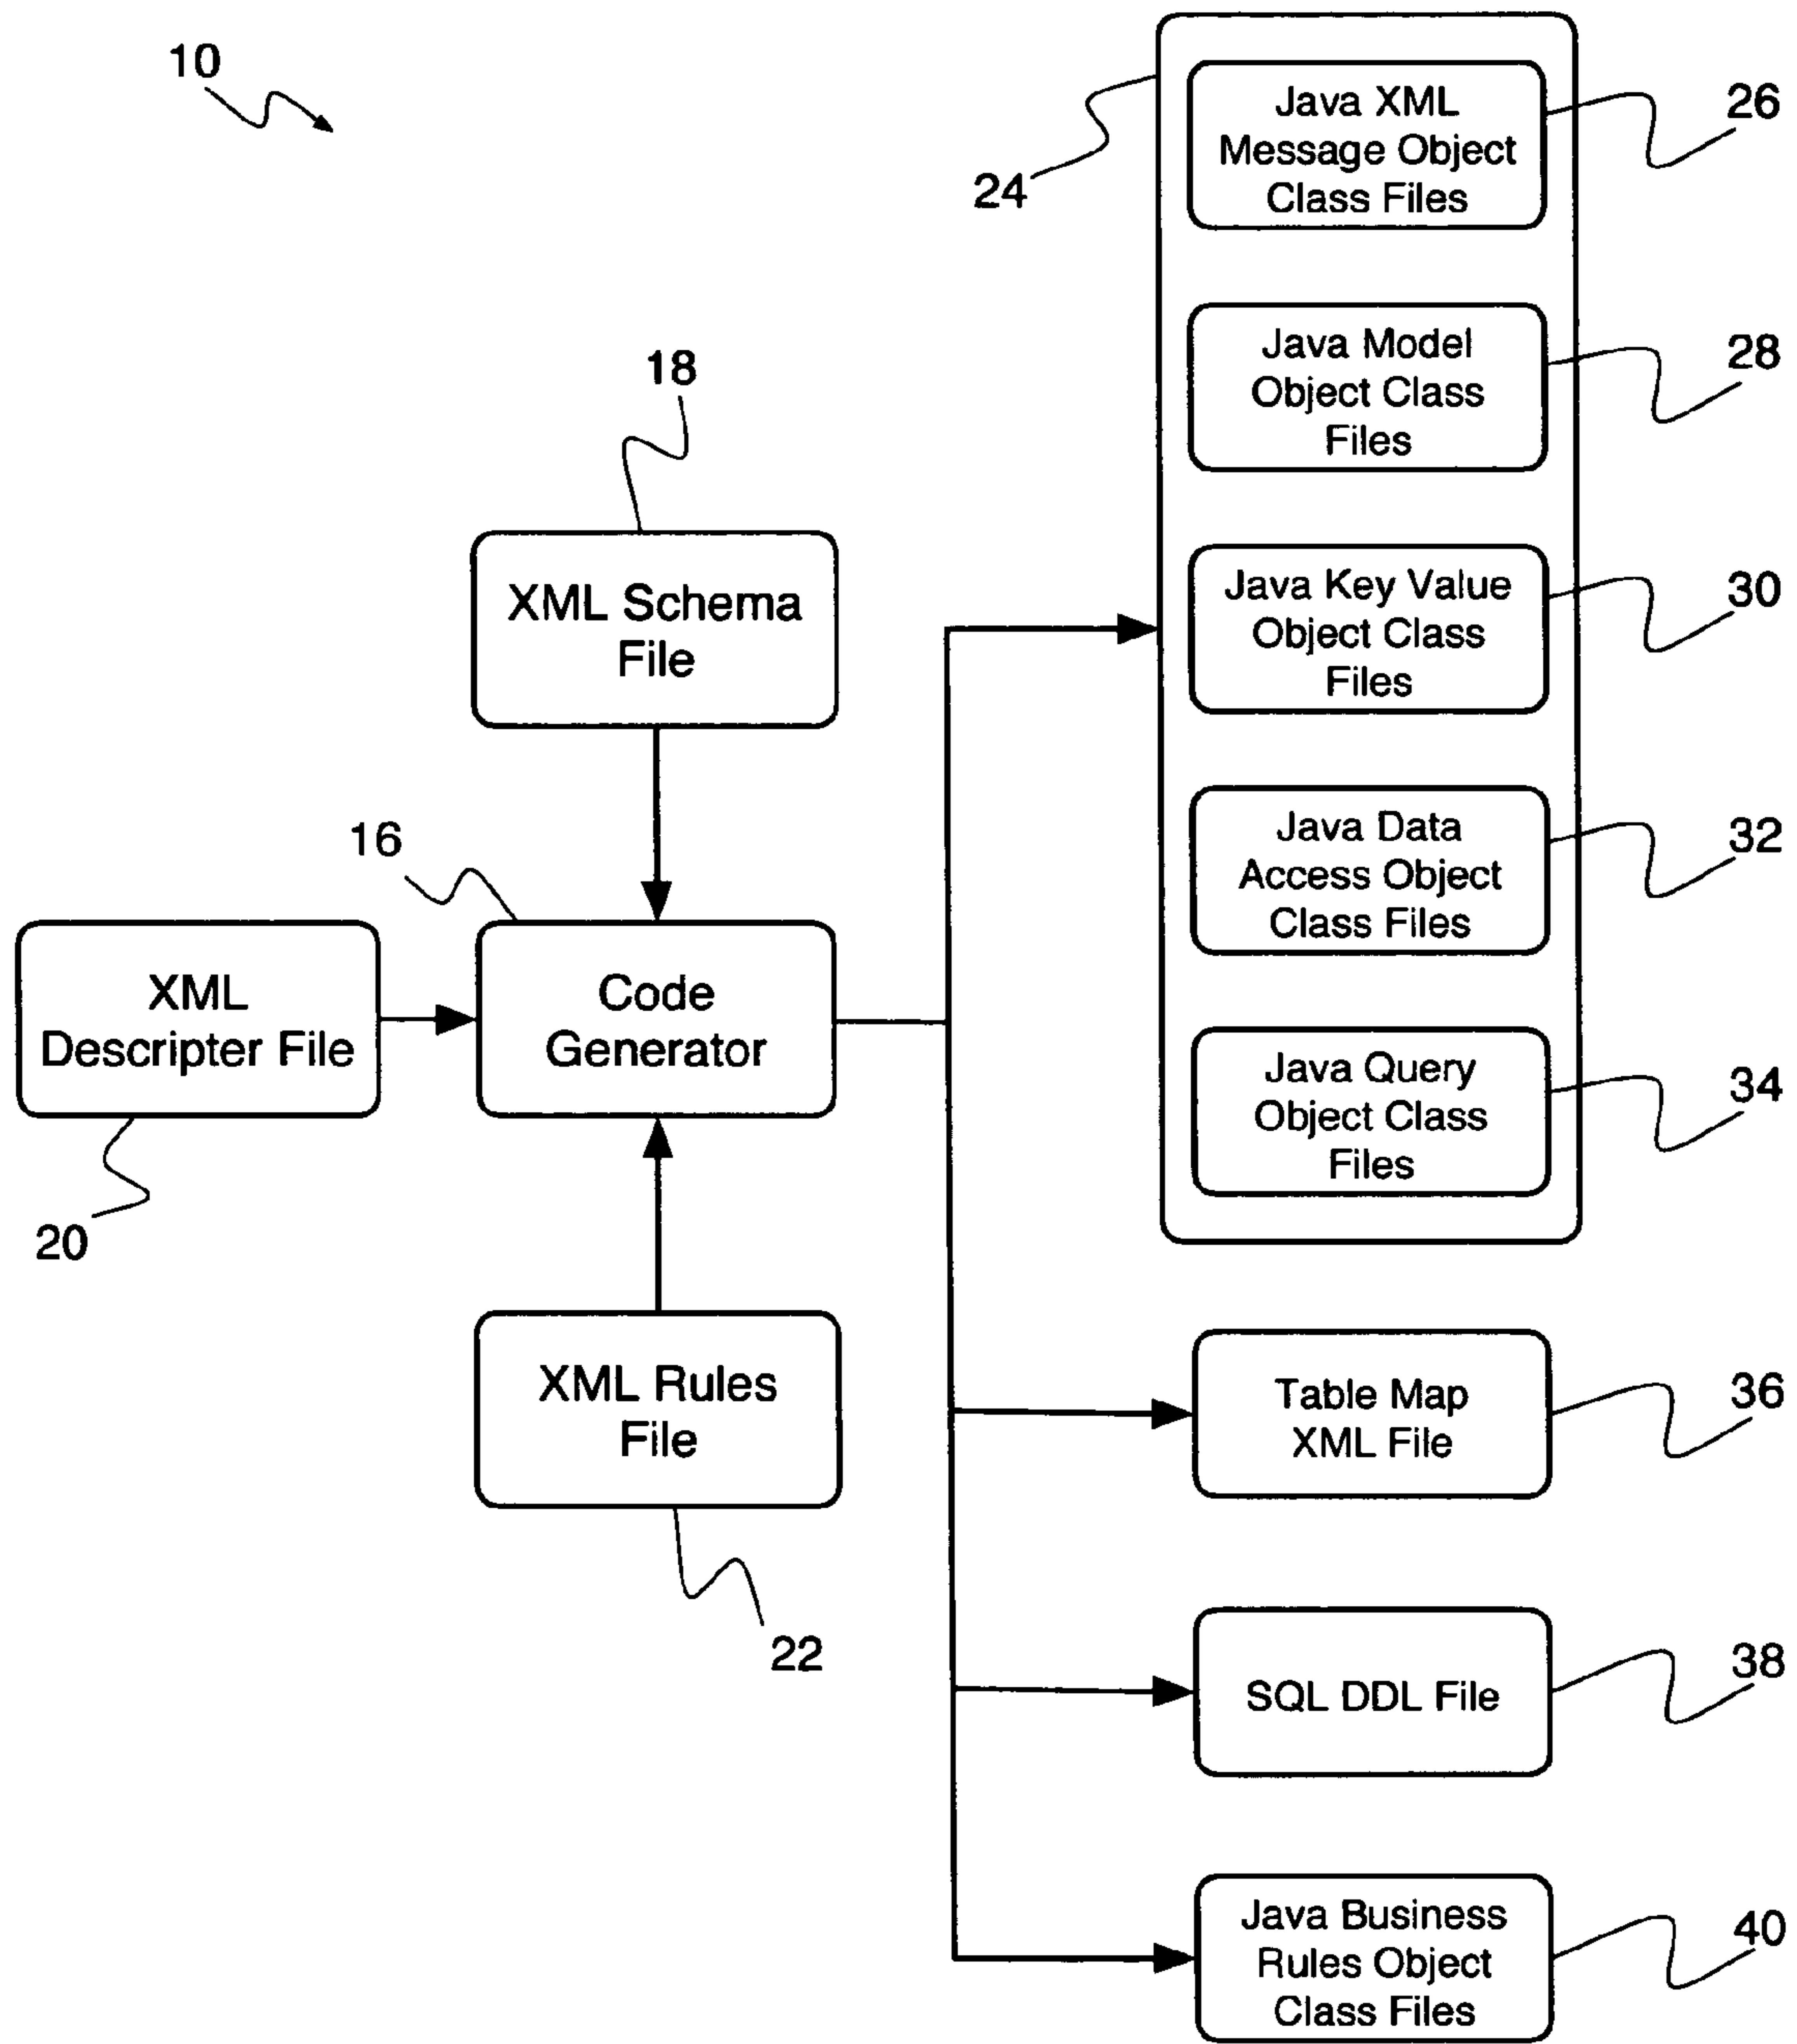 10
24
Java XML
Message Object
Class Files
26
Java Model
Object Class
Files
28
18
XML Schema
File
Java Key Value
Object Class
Files
30
16
Java Data
Access Object
Class Files
32
XML
Descripter File
20
Code
Generator
Java Query
Object Class
Files
34
XML Rules
File
22
Table Map
XML File
36
SQL DDL File
38
Java Business
Rules Object
Class Files
40